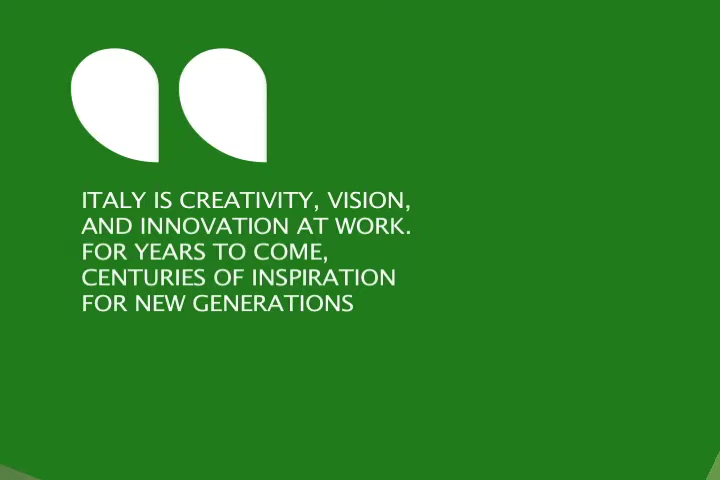 ITALY IS CREATIVITY, VISION,
AND INNOVATION AT WORK.
FOR YEARS TO COME,
CENTURIES OF INSPIRATION
FOR NEW GENERATIONS